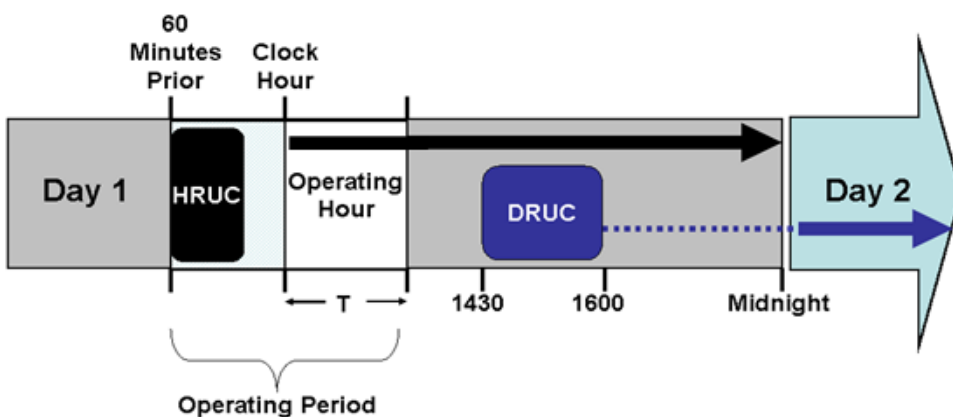 60
Minutes
Prior
Clock
Hour
Day 1
HRUC
Operating
Hour
DRUC
Day 2
T
1430
1600
Midnight
Operating Period